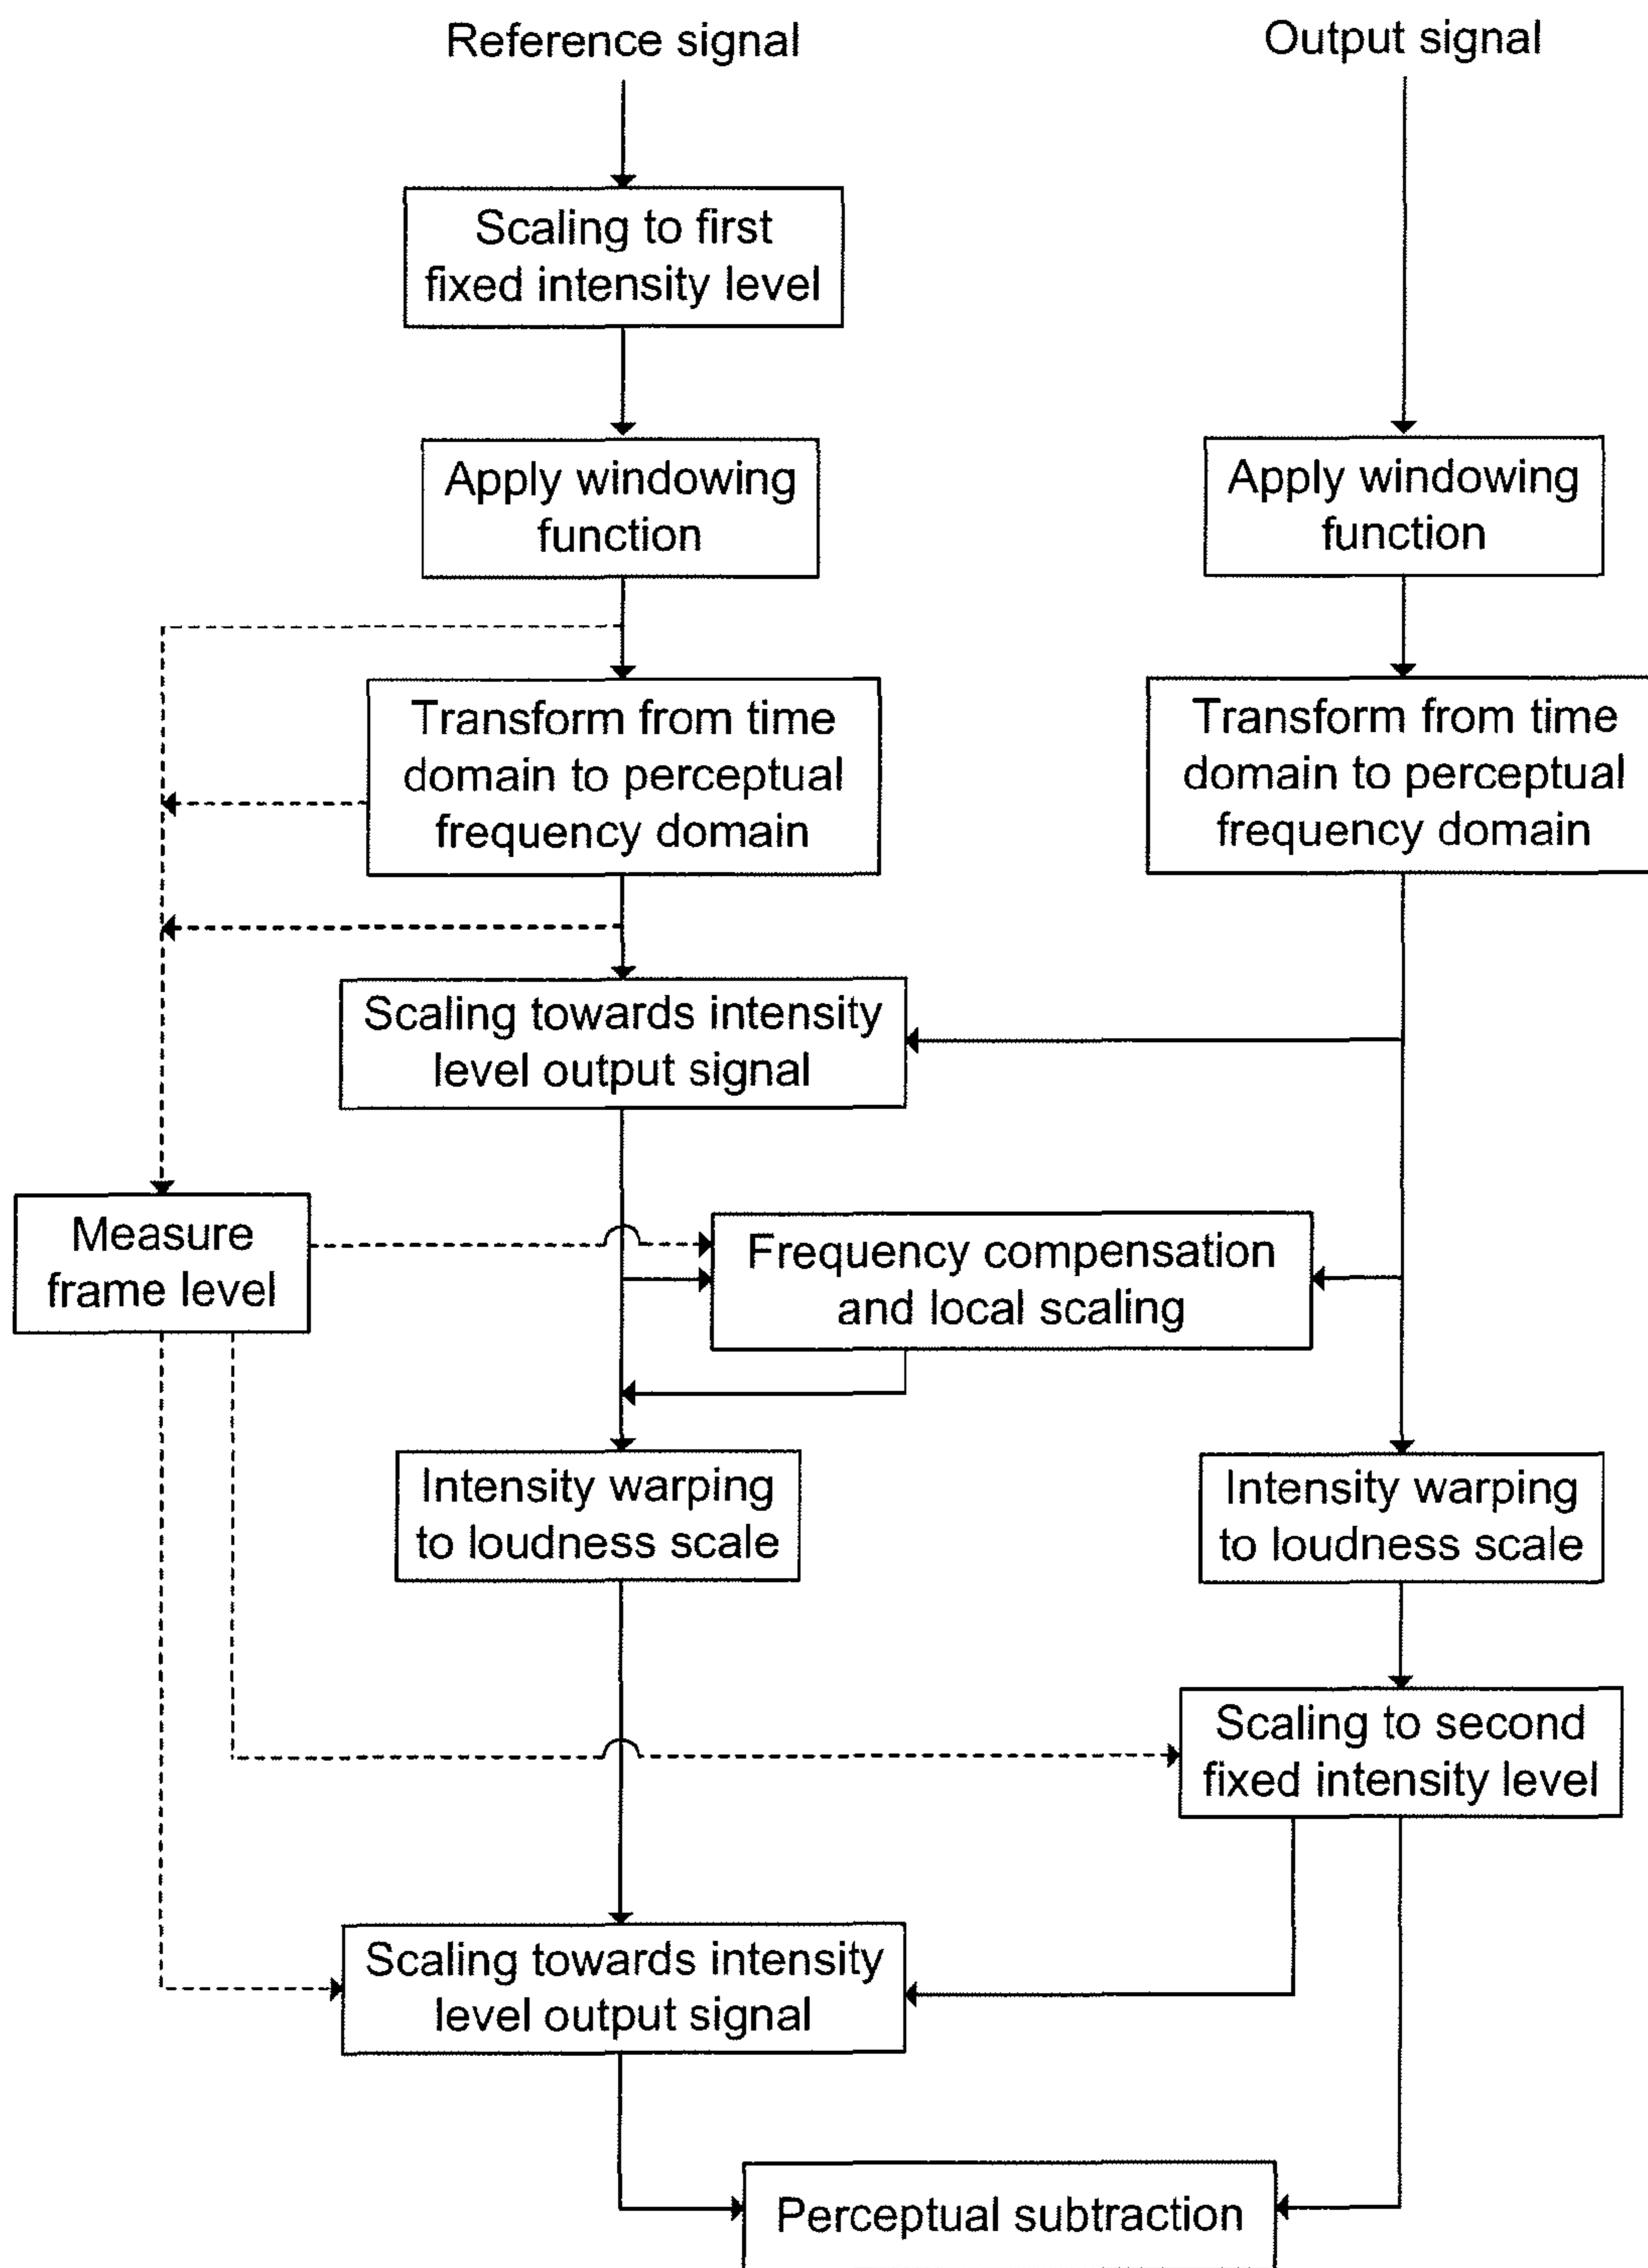 Reference signal
Output signal
Scaling to first
fixed intensity level
Apply windowing
function
Apply windowing
function
Transform from time
domain to perceptual
frequency domain
Transform from time
domain to perceptual
frequency domain
Scaling towards intensity
level output signal
Measure
frame level
Frequency compensation
and local scaling
Intensity warping
to loudness scale
Intensity warping
to loudness scale
Scaling to second
fixed intensity level
Scaling towards intensity
level output signal
Perceptual subtraction